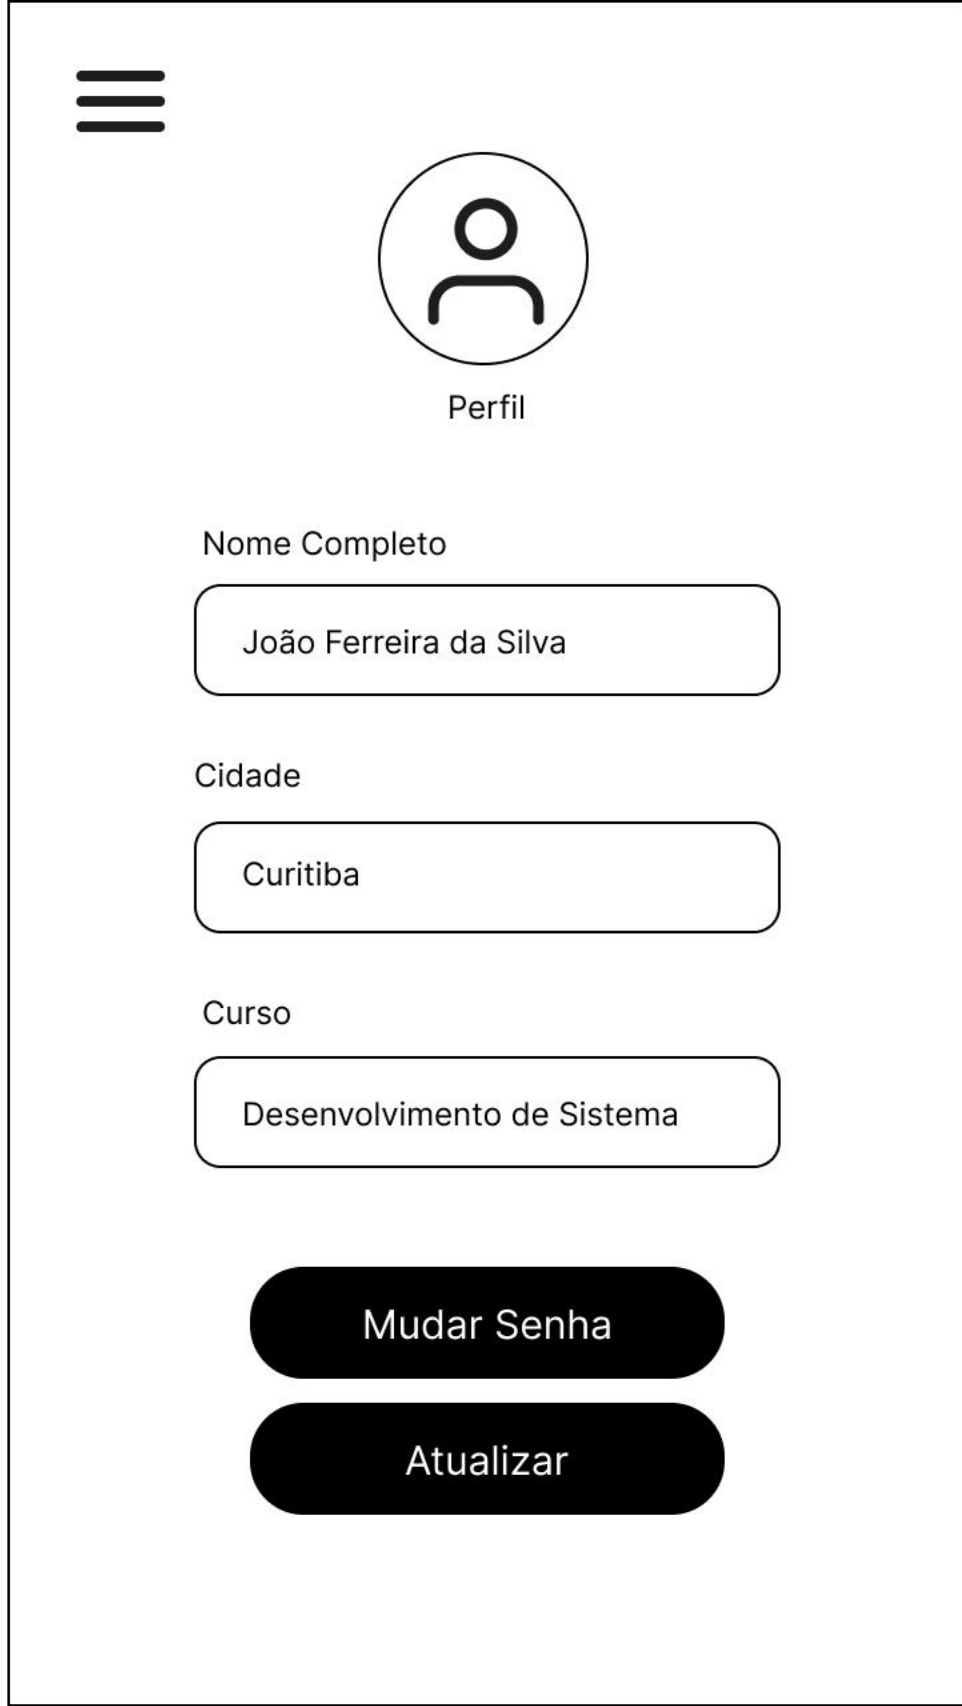 Perfil
Nome Completo
João Ferreira da Silva
Cidade
Curitiba
Curso
Desenvolvimento de Sistema
Mudar Senha
Atualizar